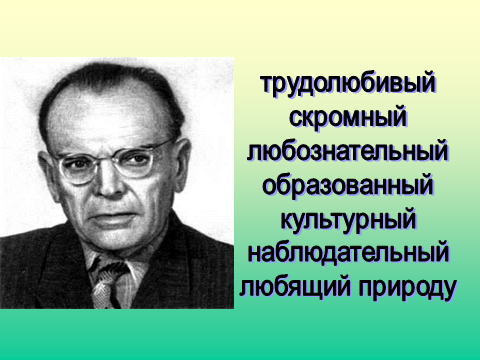 трудолюбивый
скромный
любознательный
образованный
культурный
наблюдательный
любящий природу